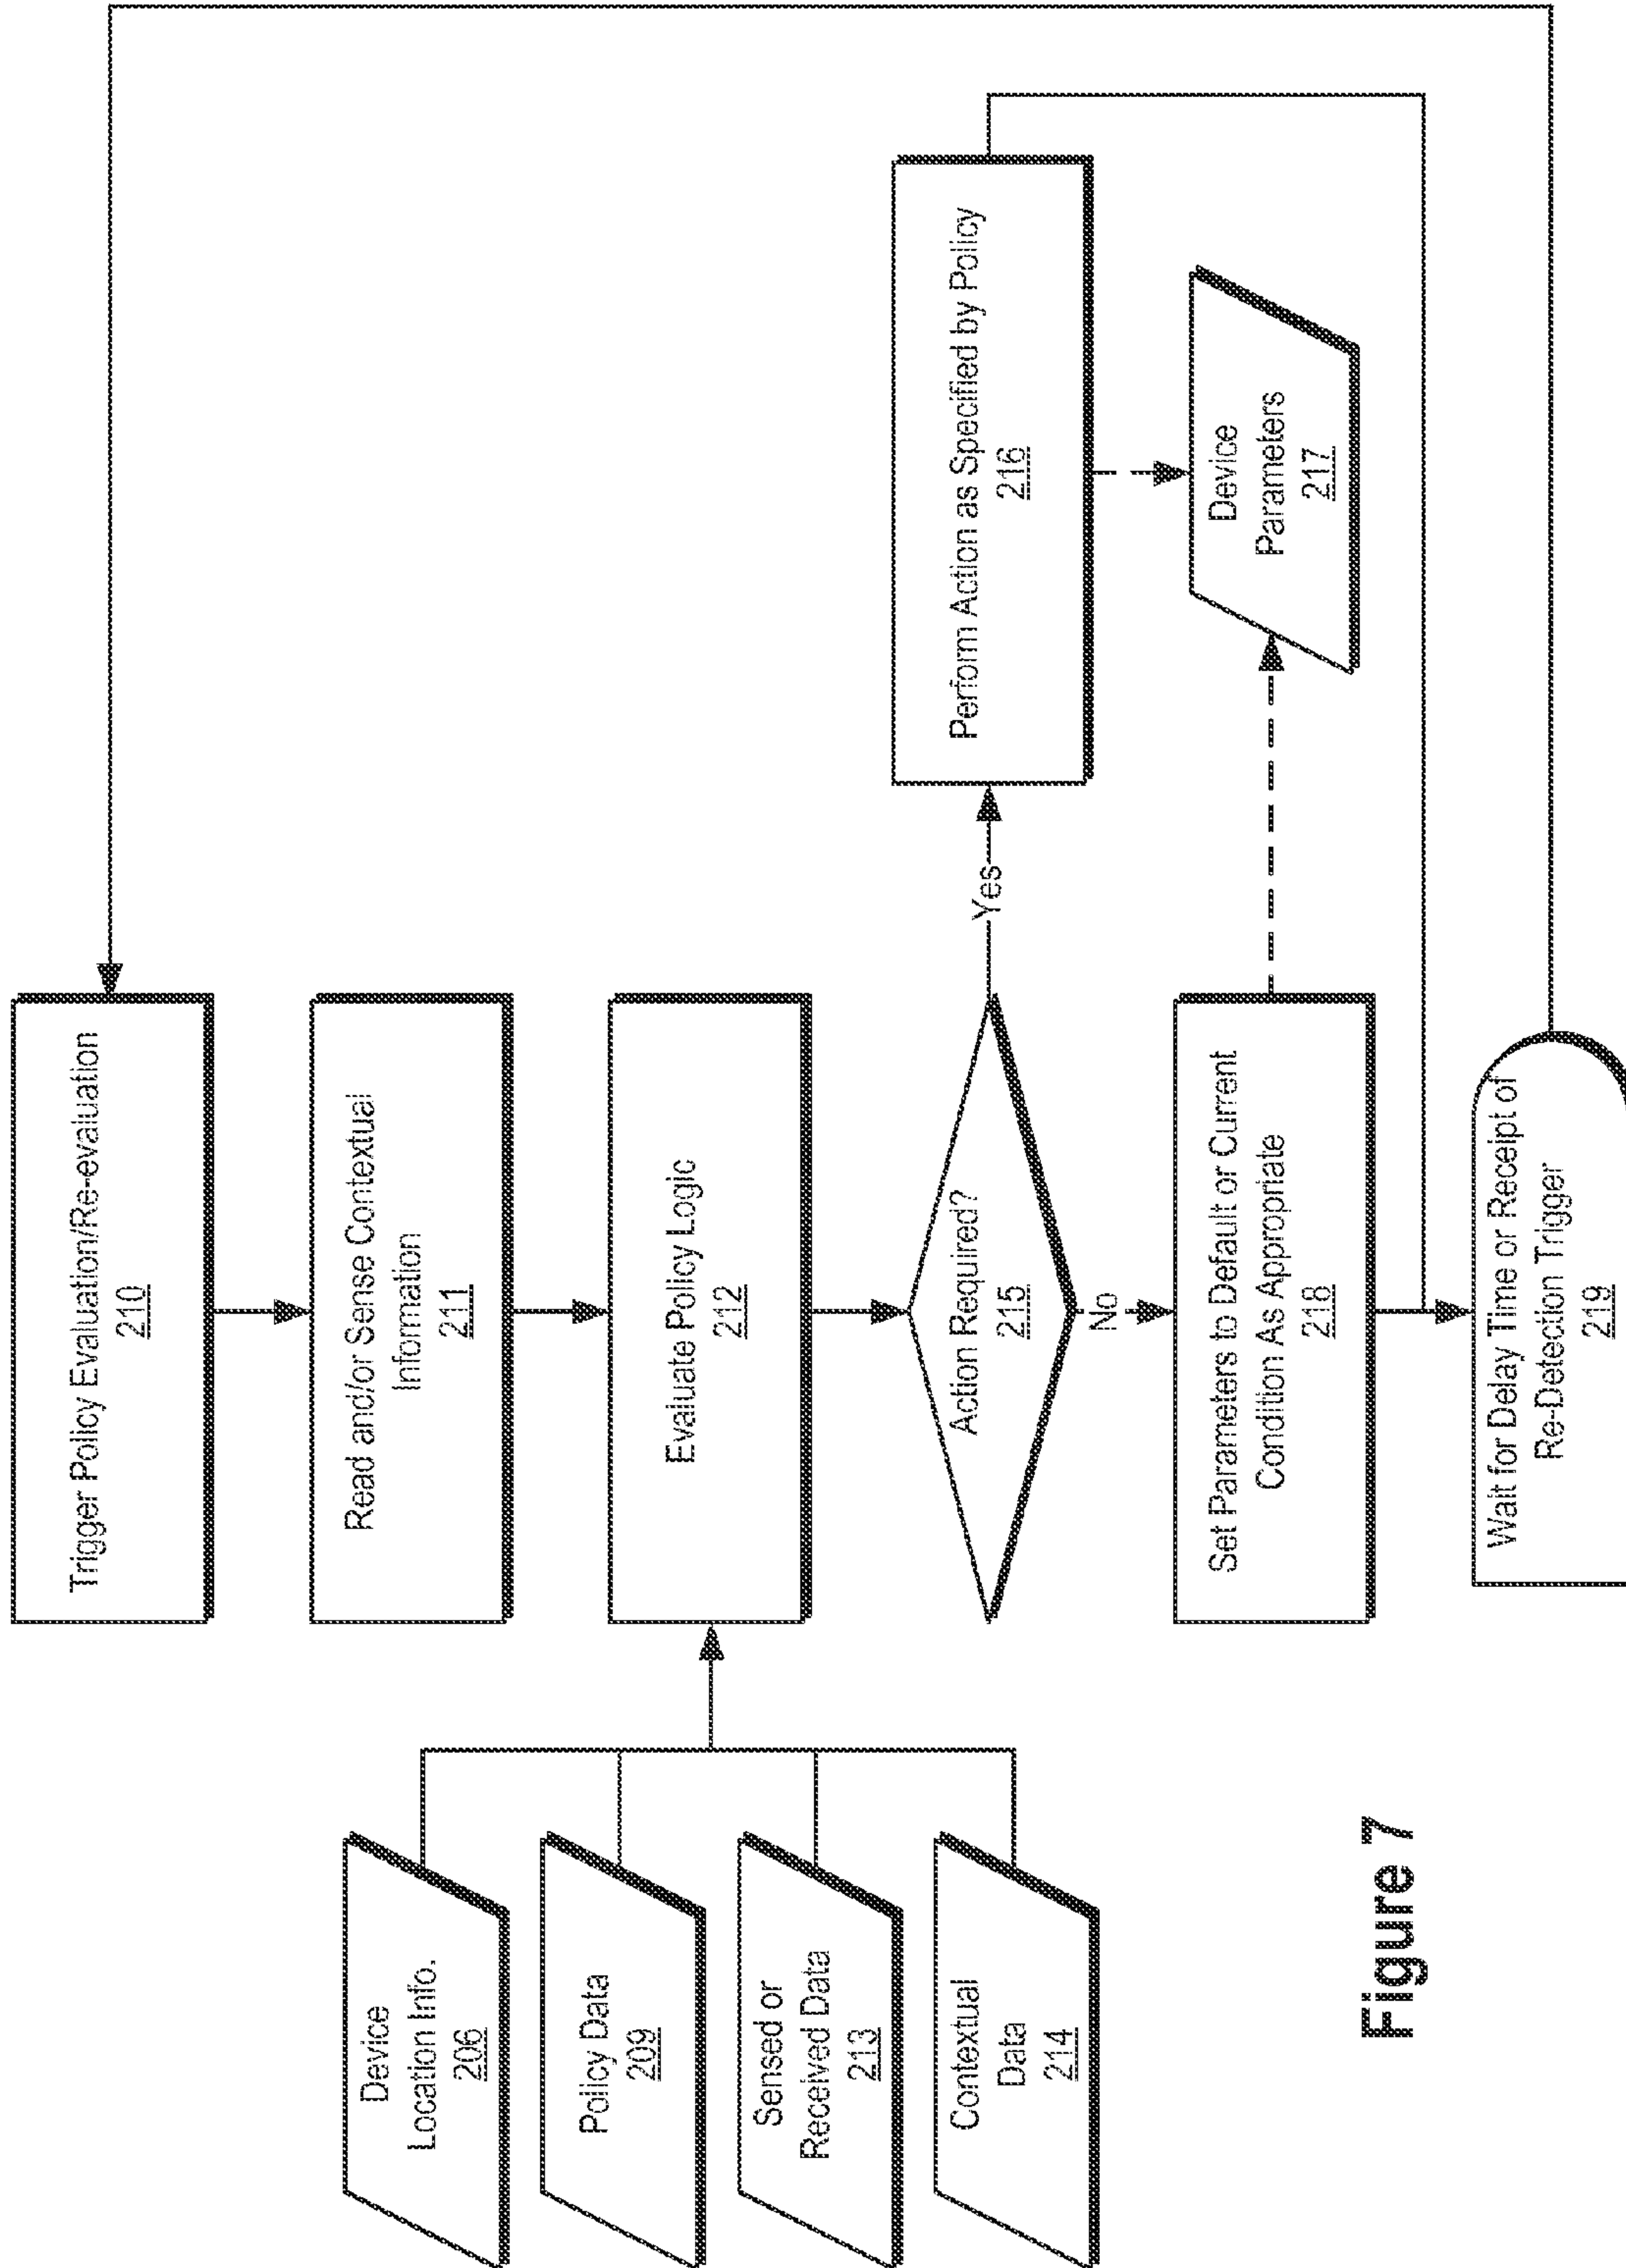 Trigger Policy Evaluation/Re-evaluation
210
Read and/or Sense Contextual
Information
211
Device
Location Info.
206
Policy Data
209
Sensed or
Received Data
213
Contextual
Data
214
Evaluate Policy Logic
212
Action Required?
215
Yes
No
Perform Action as Specified by Policy
216
Device
Parameters
217
Set Parameters to Default or Current
Condition As Appropriate
218
Wait for Delay Time or Receipt of
Re-Detection Trigger
219
Figure 7